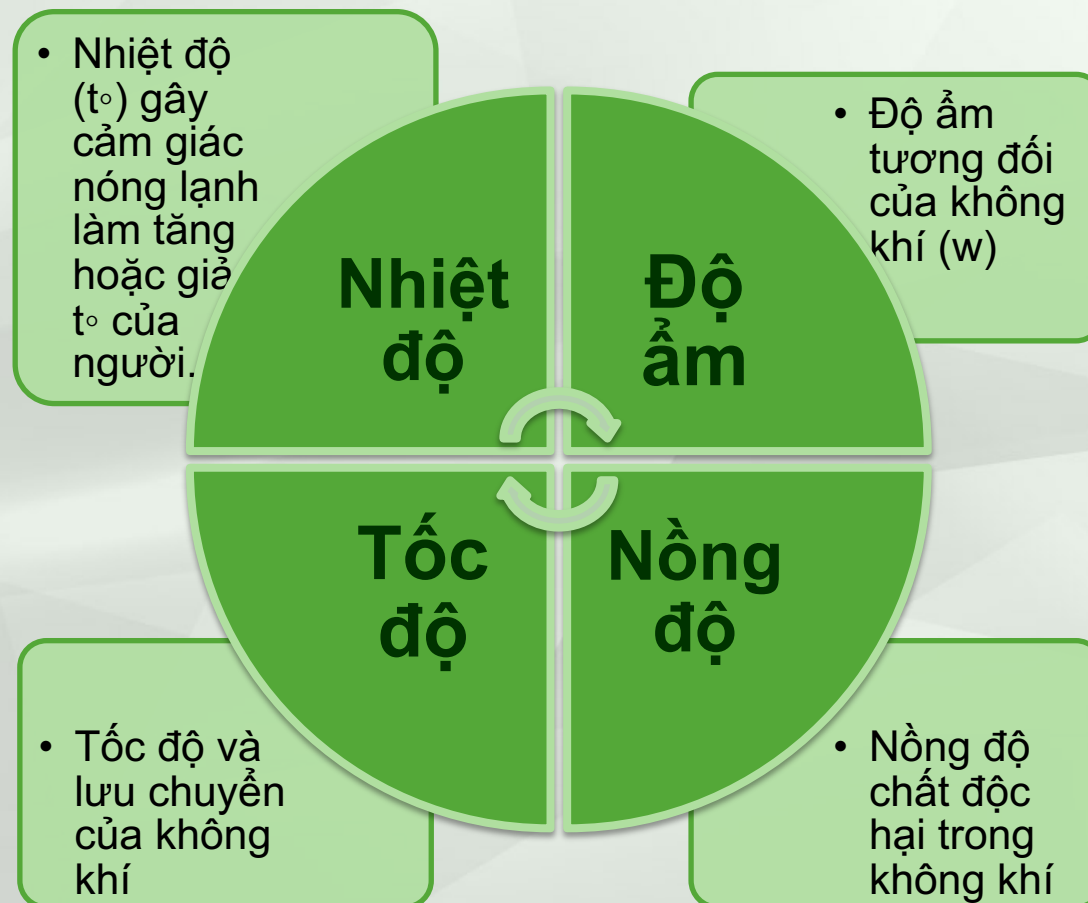 • Nhiệt độ
(t◦) gây
cảm giác
nóng lạnh
làm tăng
hoặc giả
t◦ của
người.
• Độ ẩm
tương đối
của không
khí (w)
Nhiệt
độ
Độ
ẩm
Tốc
độ
Nồng
độ
• Tốc độ và
lưu chuyển
của không
khí
• Nồng độ
chất độc
hại trong
không khí